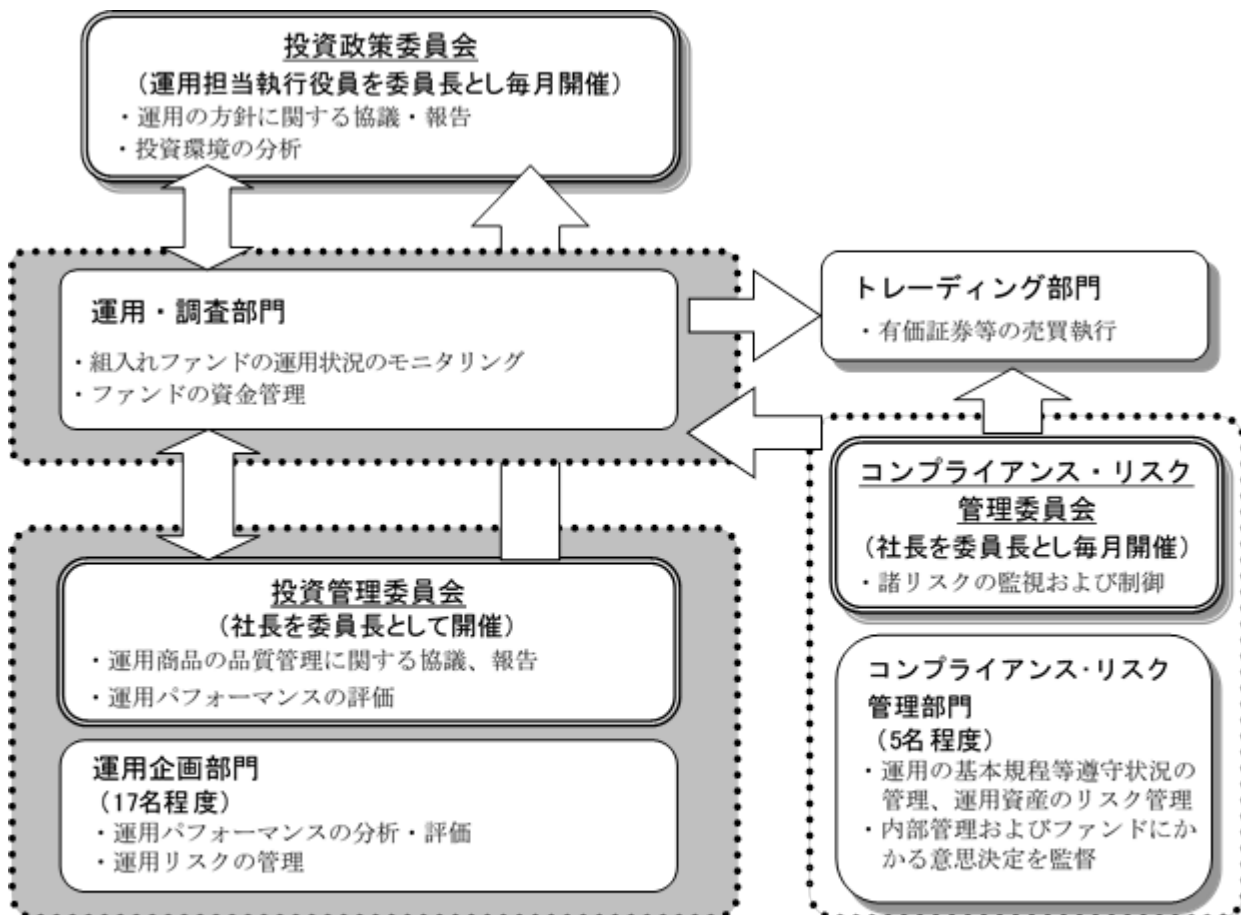 投資政策委員会
（運用担当執行役員を委員長とし毎月開催）
・運用の方針に関する協議・報告
・投資環境の分析
運用・調査部門
・組入れファンドの運用状況のモニタリング
・ファンドの資金管理
トレーディング部門
・有価証券等の売買執行
コンプライアンス・リスク
管理委員会
（社長を委員長とし毎月開催）
・諸リスクの監視および制御
投資管理委員会
（社長を委員長として開催）
・運用商品の品質管理に関する協議、報告
・運用パフォーマンスの評価
運用企画部門
（17名程度）
・運用パフォーマンスの分析・評価
・運用リスクの管理
コンプライアンス・リスク
管理部門
（5名程度）
・運用の基本規程等遵守状況の
管理、運用資産のリスク管理
・内部管理およびファンドにか
かる意思決定を監督